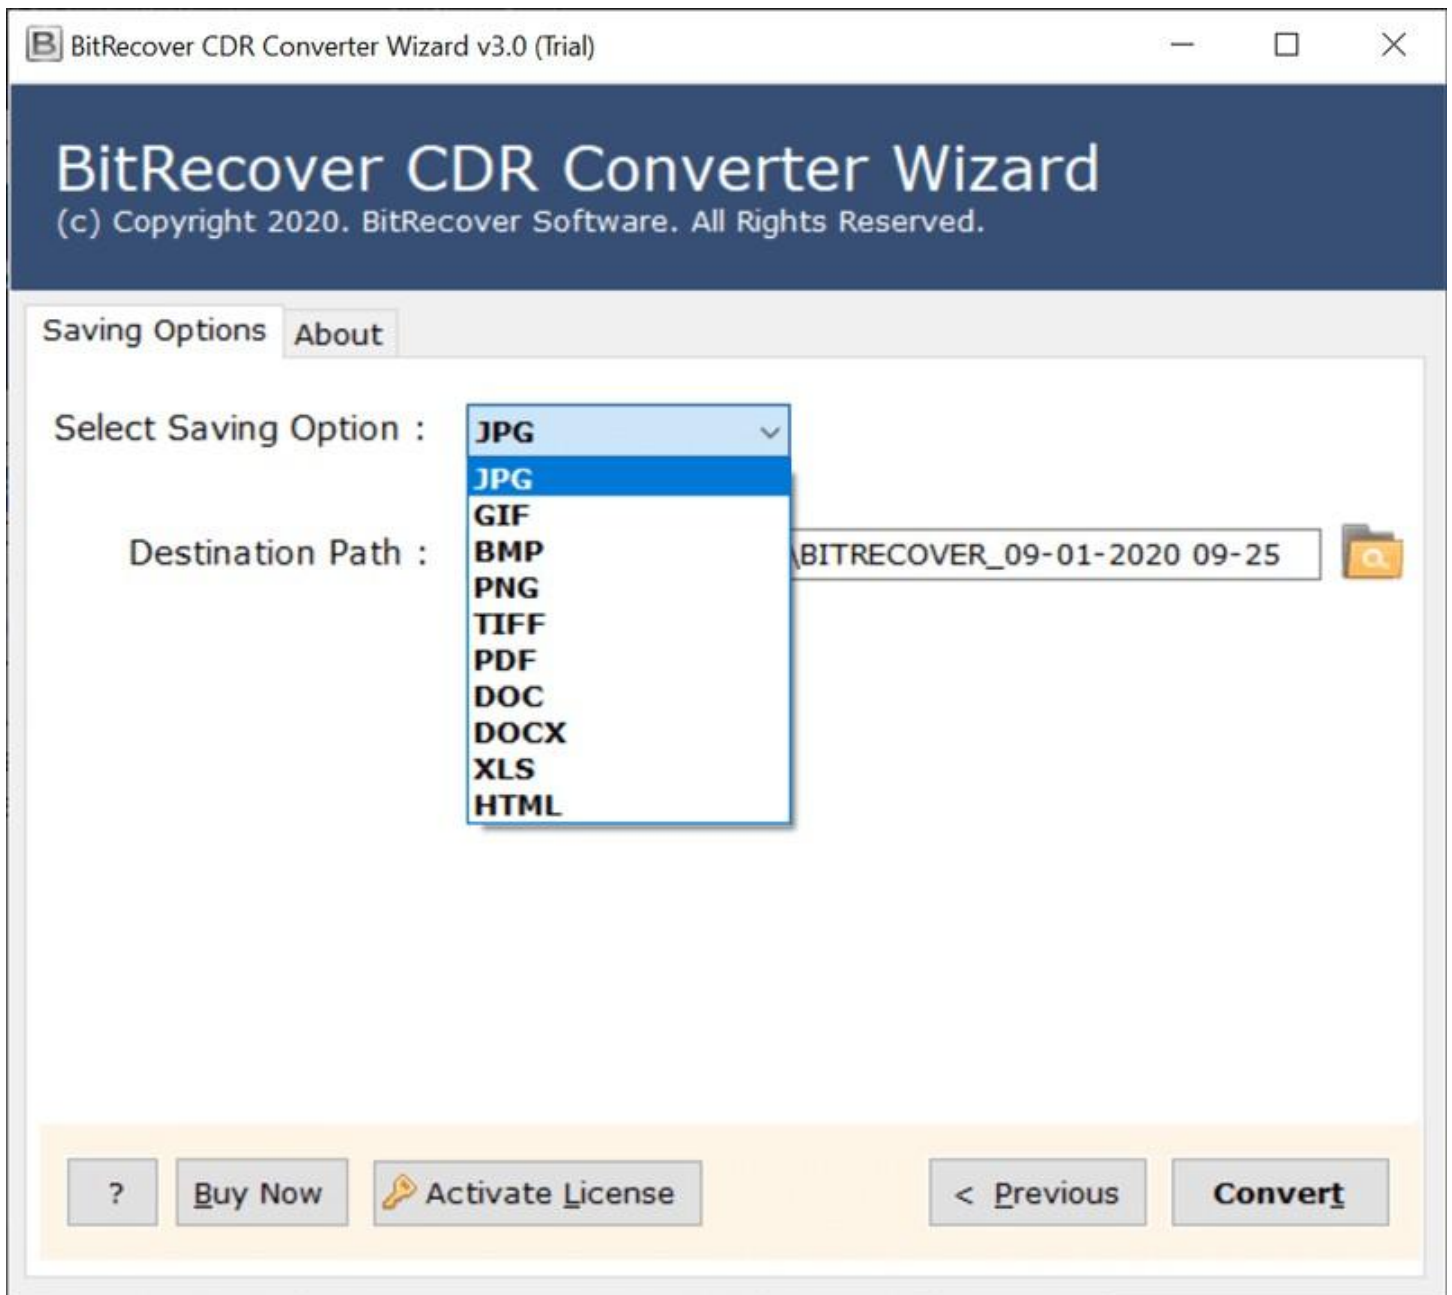 BitRecover CDR Converter Wizard v3.0 (Trial)
BitRecover CDR Converter Wizard
(c) Copyright 2020. BitRecover Software. All Rights Reserved.
Saving Options About
Select Saving Option : JPG
JPG
GIF
BMP
PNG
TIFF
PDF
DOC
DOCX
XLS
HTML
Destination Path : \BITRECOVER_09-01-2020 09-25
? Buy Now Activate License < Previous Convert